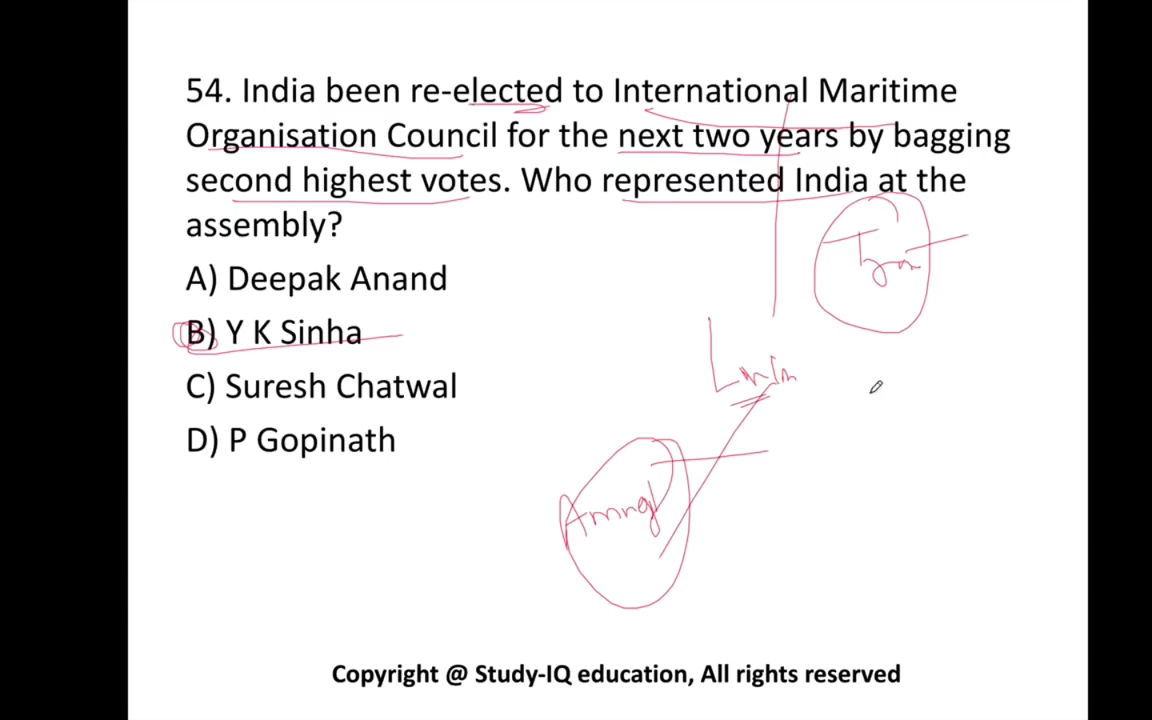 54. India been re-elected to International Maritime
Organisation Council for the next two years by bagging
second highest votes. Who represented India at the
assembly?
A) Deepak Anand
B) Y K Sinha
C) Suresh Chatwal
D) P Gopinath
Copyright @ Study-IQ education, All rights reserved